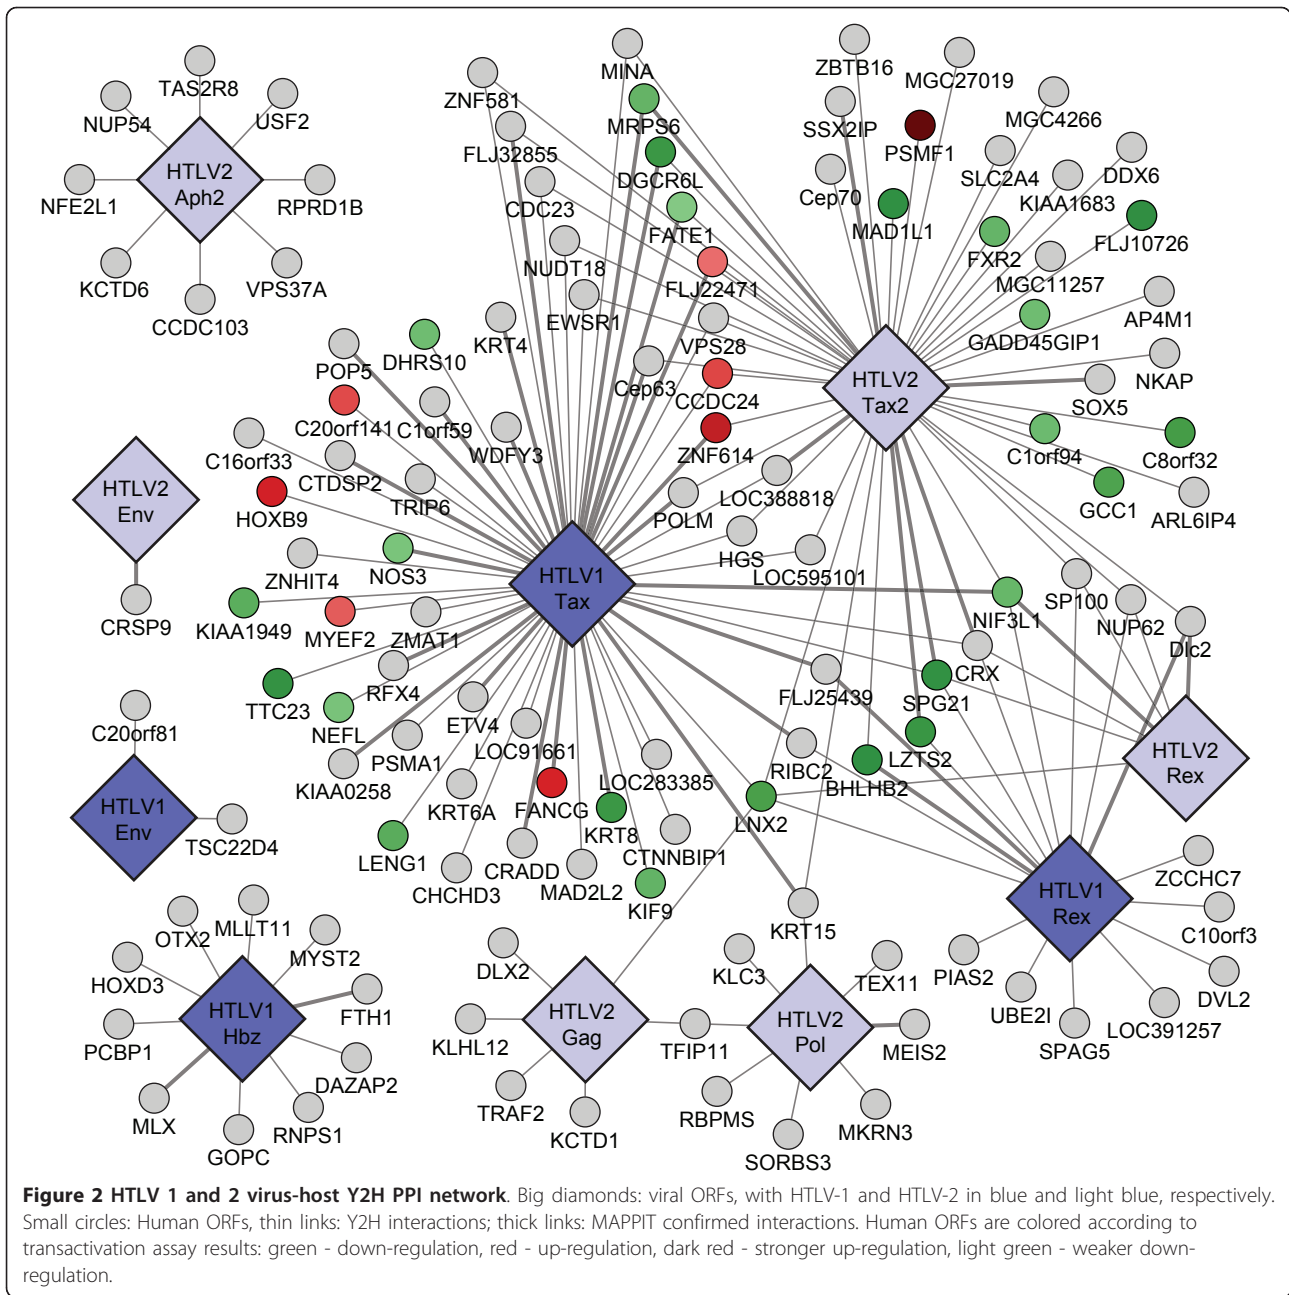 TAS2R8
NUP54
USF2
HTLV2
Aph2
NFE2L1
RPRD1B
KCTD6
VPS37A
CCDC103
MINA
ZNF581
MRPS6
FLJ32855
DGCR6L
CDC23
FATE1
NUDT18
FLJ22471
EWSR1
VPS28
KRT4
Cep63
CCDC24
ZNF614
ZBTB16
MGC27019
SSX2IP
PSMF1
MGC4266
Cep70
SLC2A4
DDX6
KIAA1683
MAD1L1
FXR2
FLJ10726
MGC11257
GADD45GIP1
AP4M1
NKAP
HTLV2
Tax2
SOX5
C1orf94
C8orf32
GCC1
ARL6IP4
DHRS10
POP5
C20orf141
C1orf59
C16orf33
CTDSP2
WDFY3
TRIP6
HOXB9
LOC388818
POLM
HGS
LOC595101
HTLV2
Env
CRSP9
ZNHIT4
NOS3
HTLV1
Tax
KIAA1949
MYEF2
ZMAT1
RFX4
TTC23
NEFL
ETV4
PSMA1
LOC91661
KIAA0258
KRT6A
FANCG
LOC283385
KRT8
LENG1
CRADD
CTNNBIP1
CHCHD3
MAD2L2
KIF9
NIF3L1
SP100
NUP62
Dlc2
CRX
FLJ25439
SPG21
LZTS2
RIBC2
BHLHB2
LNX2
HTLV2
Rex
C20orf81
HTLV1
Env
TSC22D4
HTLV1
Rex
ZCCHC7
C10orf3
DVL2
PIAS2
UBE2I
LOC391257
SPAG5
KRT15
OTX2
MLLT11
MYST2
HOXD3
HTLV1
Hbz
FTH1
PCBP1
DAZAP2
MLX
RNPS1
GOPC
DLX2
HTLV2
Gag
KLHL12
TFIP11
TRAF2
KCTD1
KLC3
TEX11
HTLV2
Pol
MEIS2
RBPMS
MKRN3
SORBS3
Figure 2 HTLV 1 and 2 virus-host Y2H PPI network. Big diamonds: viral ORFs, with HTLV-1 and HTLV-2 in blue and light blue, respectively.
Small circles: Human ORFs, thin links: Y2H interactions; thick links: MAPPIT confirmed interactions. Human ORFs are colored according to
transactivation assay results: green - down-regulation, red - up-regulation, dark red - stronger up-regulation, light green - weaker down-
regulation.